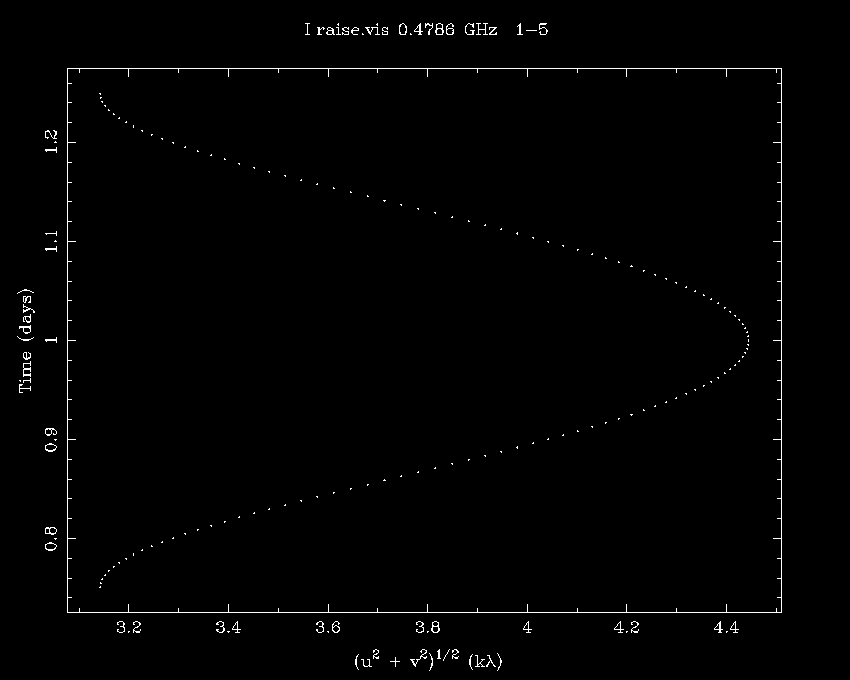 I raise.vis 0.4786 GHz 1-5
1.2
1.1
1
0.9
0.8
Time (days)
3.2 3.4 3.6 3.8 4 4.2 4.4
(u² + v²)^1/2 (kλ)